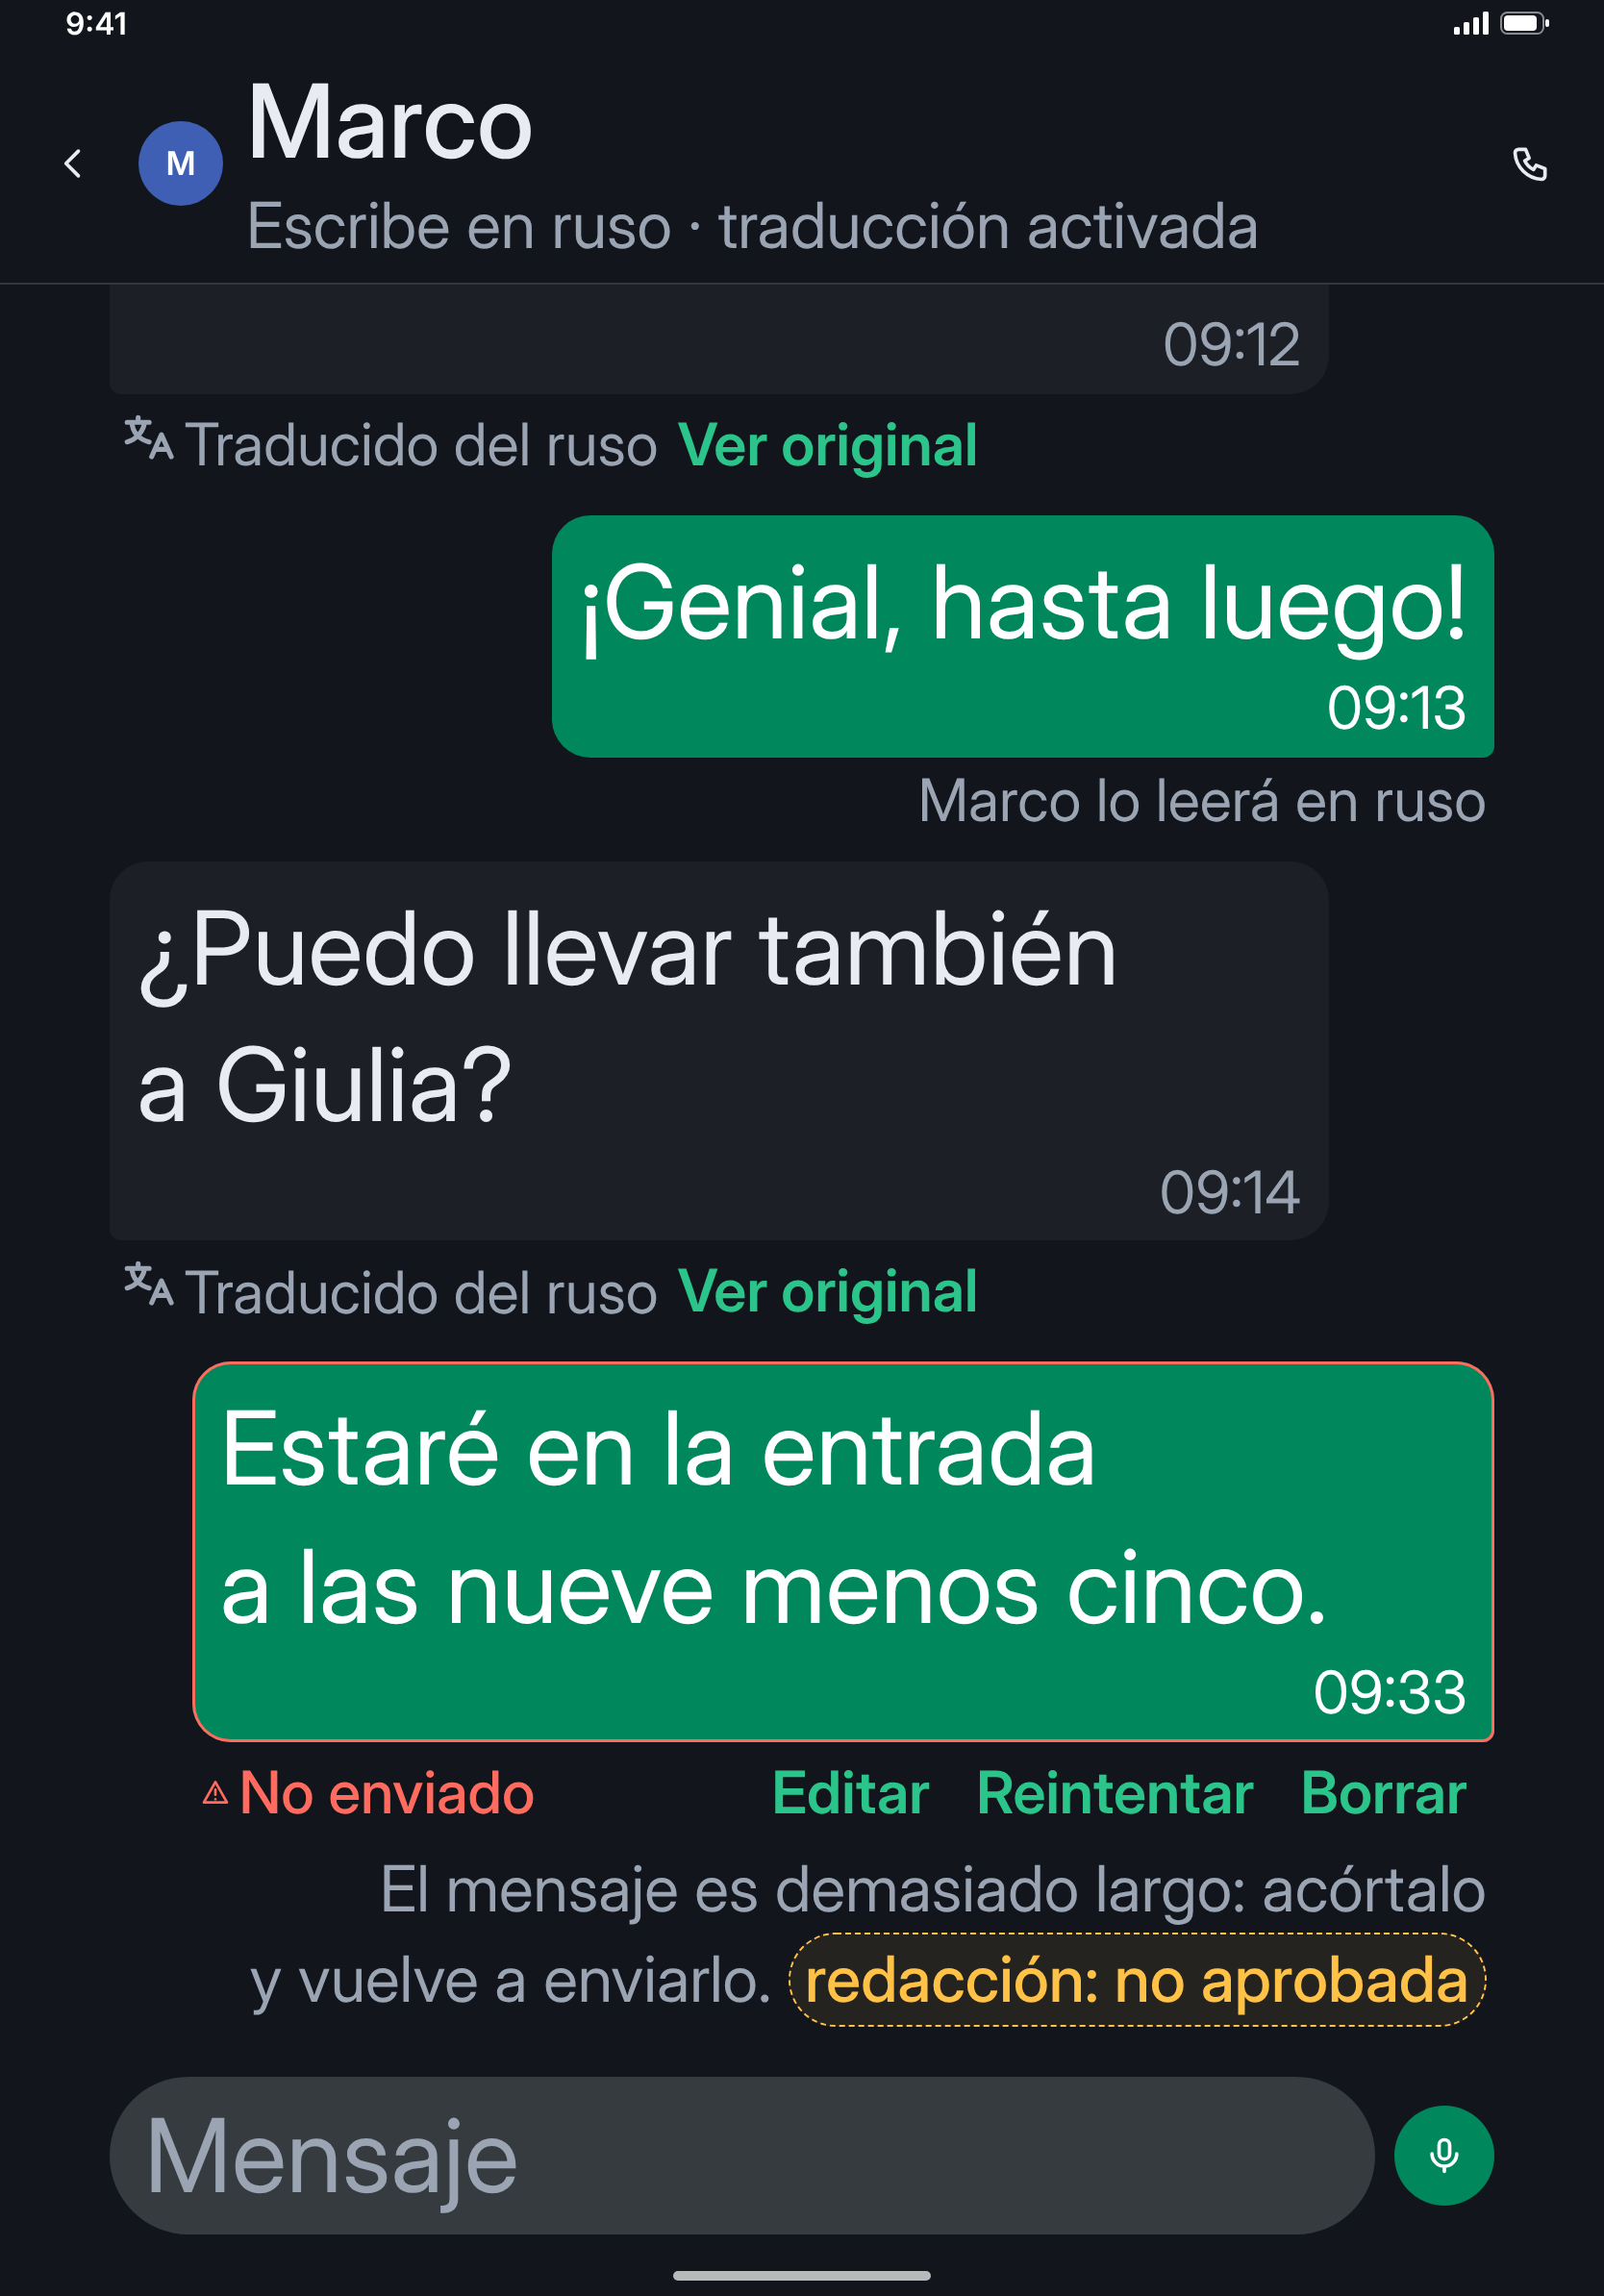 9:41
M
Marco
Escribe en ruso · traducción activada
09:12
Traducido del ruso Ver original
¡Genial, hasta luego!
09:13
Marco lo leerá en ruso
¿Puedo llevar también
a Giulia?
09:14
Traducido del ruso Ver original
Estaré en la entrada
a las nueve menos cinco.
09:33
No enviado Editar Reintentar Borrar
El mensaje es demasiado largo: acórtalo
y vuelve a enviarlo. redacción: no aprobada
Mensaje